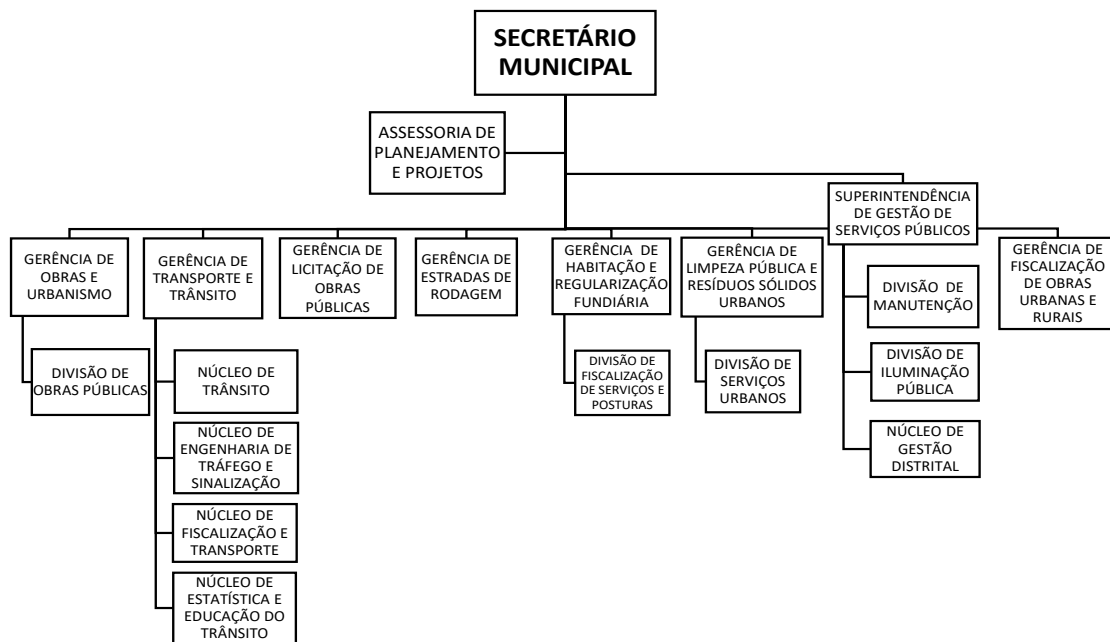 SECRETÁRIO
MUNICIPAL
ASSESSORIA DE
PLANEJAMENTO
E PROJETOS
SUPERINTENDÊNCIA
DE GESTÃO DE
SERVIÇOS PÚBLICOS
GERÊNCIA DE
OBRAS E
URBANISMO
GERÊNCIA DE
TRANSPORTE E
TRÂNSITO
GERÊNCIA DE
LICITAÇÃO DE
OBRAS
PÚBLICAS
GERÊNCIA DE
ESTRADAS DE
RODAGEM
GERÊNCIA DE
HABITAÇÃO E
REGULARIZAÇÃO
FUNDIÁRIA
GERÊNCIA DE
LIMPEZA PÚBLICA E
RESÍDUOS SÓLIDOS
URBANOS
GERÊNCIA DE
FISCALIZAÇÃO
DE OBRAS
URBANAS E
RURAIS
DIVISÃO DE
OBRAS PÚBLICAS
NÚCLEO DE
TRÂNSITO
NÚCLEO DE
ENGENHARIA DE
TRÁFEGO E
SINALIZAÇÃO
NÚCLEO DE
FISCALIZAÇÃO E
TRANSPORTE
NÚCLEO DE
ESTATÍSTICA E
EDUCAÇÃO DO
TRÂNSITO
DIVISÃO DE
FISCALIZAÇÃO
DE SERVIÇOS E
POSTURAS
DIVISÃO DE
SERVIÇOS
URBANOS
DIVISÃO DE
MANUTENÇÃO
DIVISÃO DE
ILUMINAÇÃO
PÚBLICA
NÚCLEO DE
GESTÃO
DISTRITAL